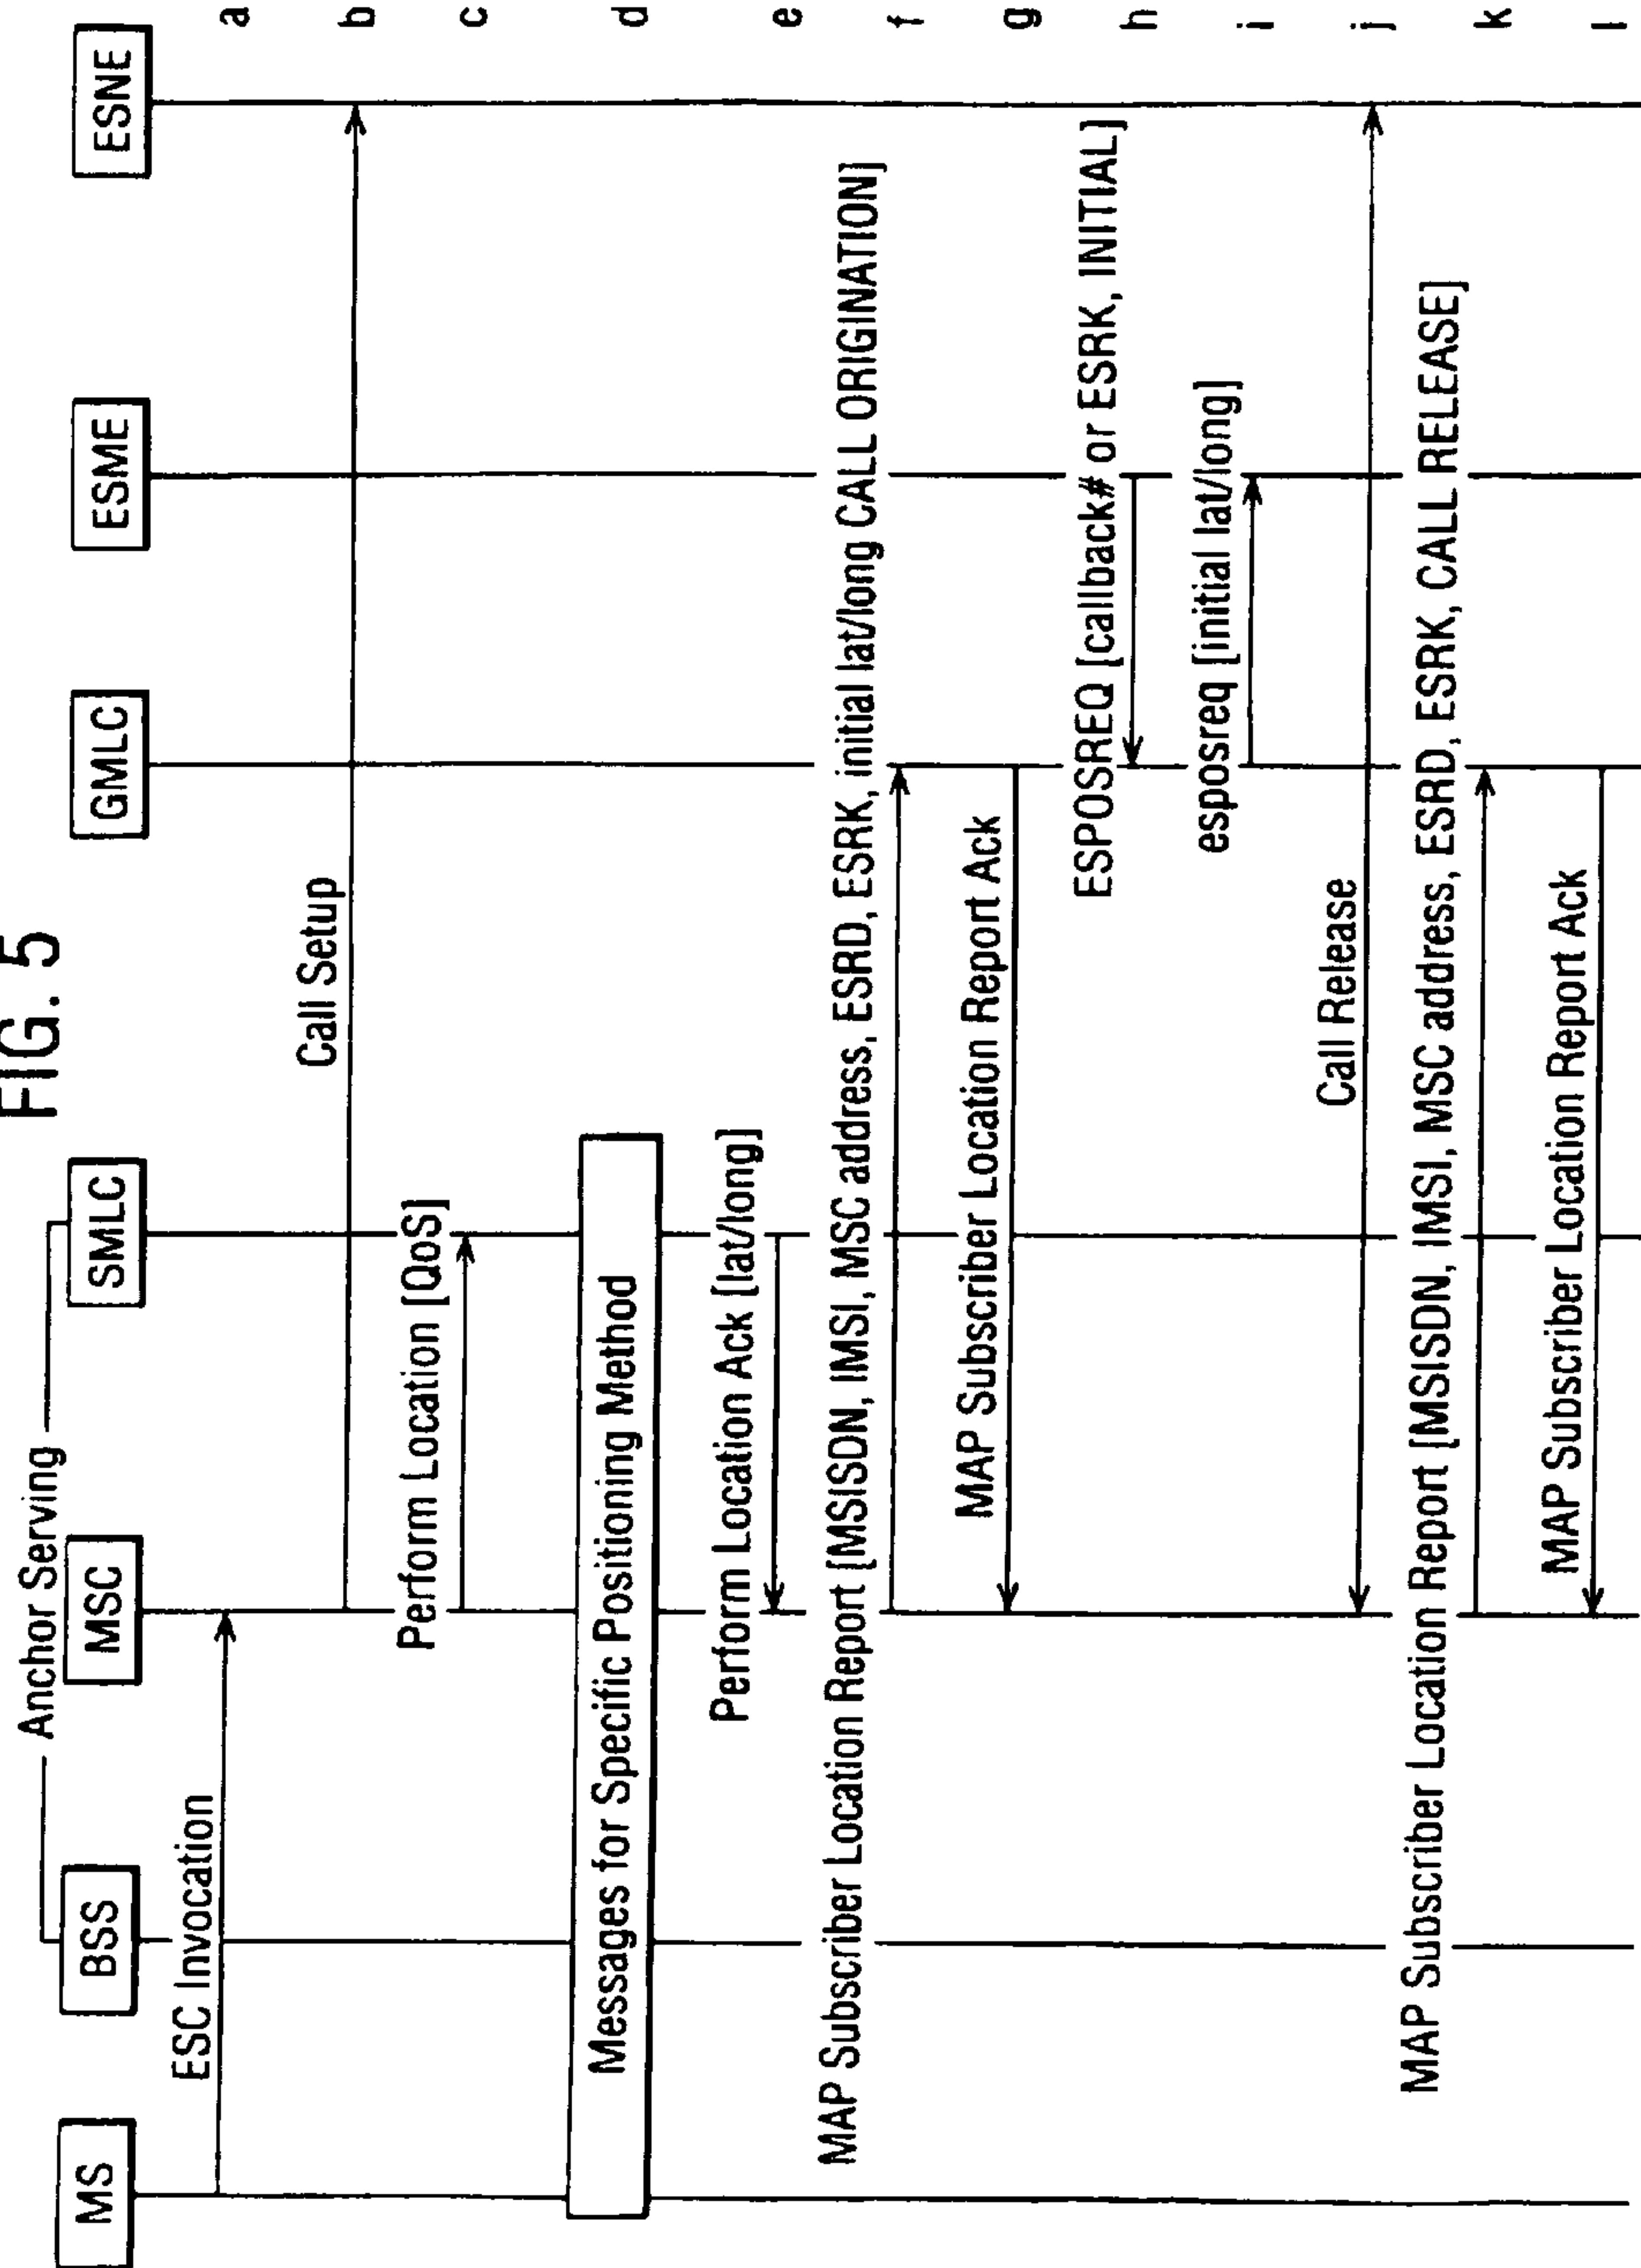 FIG. 5
Anchor Serving
MS
BSS
MSC
SMLC
GMLC
ESME
ESNE
ESC Invocation
a
Call Setup
b
Perform Location [QoS]
c
Messages for Specific Positioning Method
d
Perform Location Ack [lat/long]
e
MAP Subscriber Location Report [MSISDN, IMSI, MSC address, ESRD, ESRK, initial lat/long CALL ORIGINATION]
f
MAP Subscriber Location Report Ack
g
ESPOSREQ [callback# or ESRK, INITIAL]
h
esposreq [initial lat/long]
i
Call Release
j
MAP Subscriber Location Report [MSISDN, IMSI, MSC address, ESRD, ESRK, CALL RELEASE]
k
MAP Subscriber Location Report Ack
l